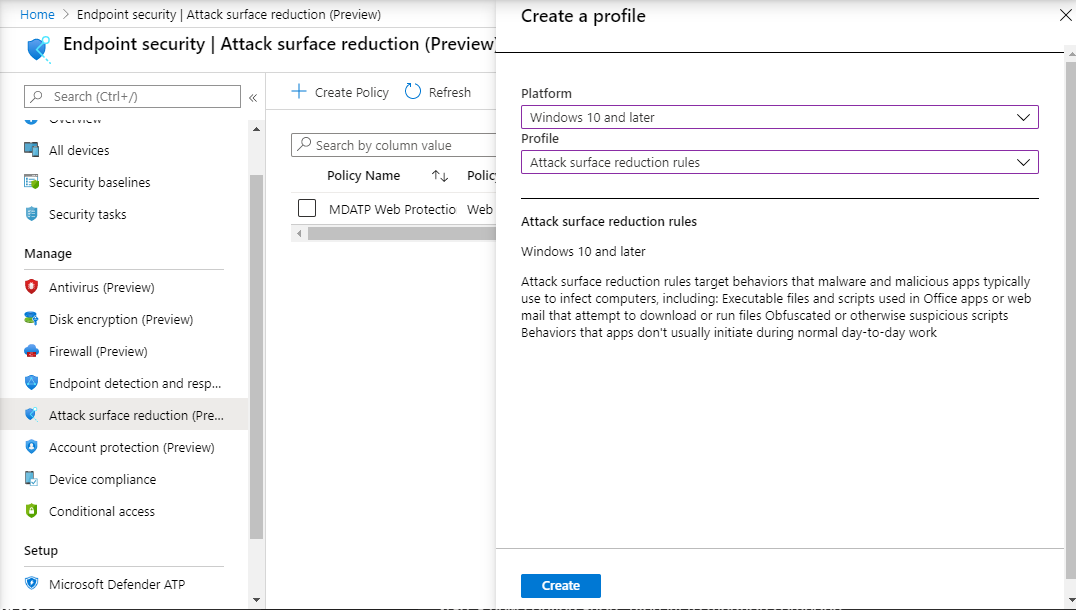 Home > Endpoint security | Attack surface reduction (Preview)
Endpoint security | Attack surface reduction (Preview)
Search (Ctrl+/)
«
Overview
All devices
Security baselines
Security tasks
Manage
Antivirus (Preview)
Disk encryption (Preview)
Firewall (Preview)
Endpoint detection and resp...
Attack surface reduction (Pre...
Account protection (Preview)
Device compliance
Conditional access
Setup
Microsoft Defender ATP
Create Policy
Refresh
Search by column value
Policy Name
Policy
MDATP Web Protectio
Web
Create a profile
Platform
Windows 10 and later
Profile
Attack surface reduction rules
Attack surface reduction rules
Windows 10 and later
Attack surface reduction rules target behaviors that malware and malicious apps typically
use to infect computers, including: Executable files and scripts used in Office apps or web
mail that attempt to download or run files Obfuscated or otherwise suspicious scripts
Behaviors that apps don't usually initiate during normal day-to-day work
Create